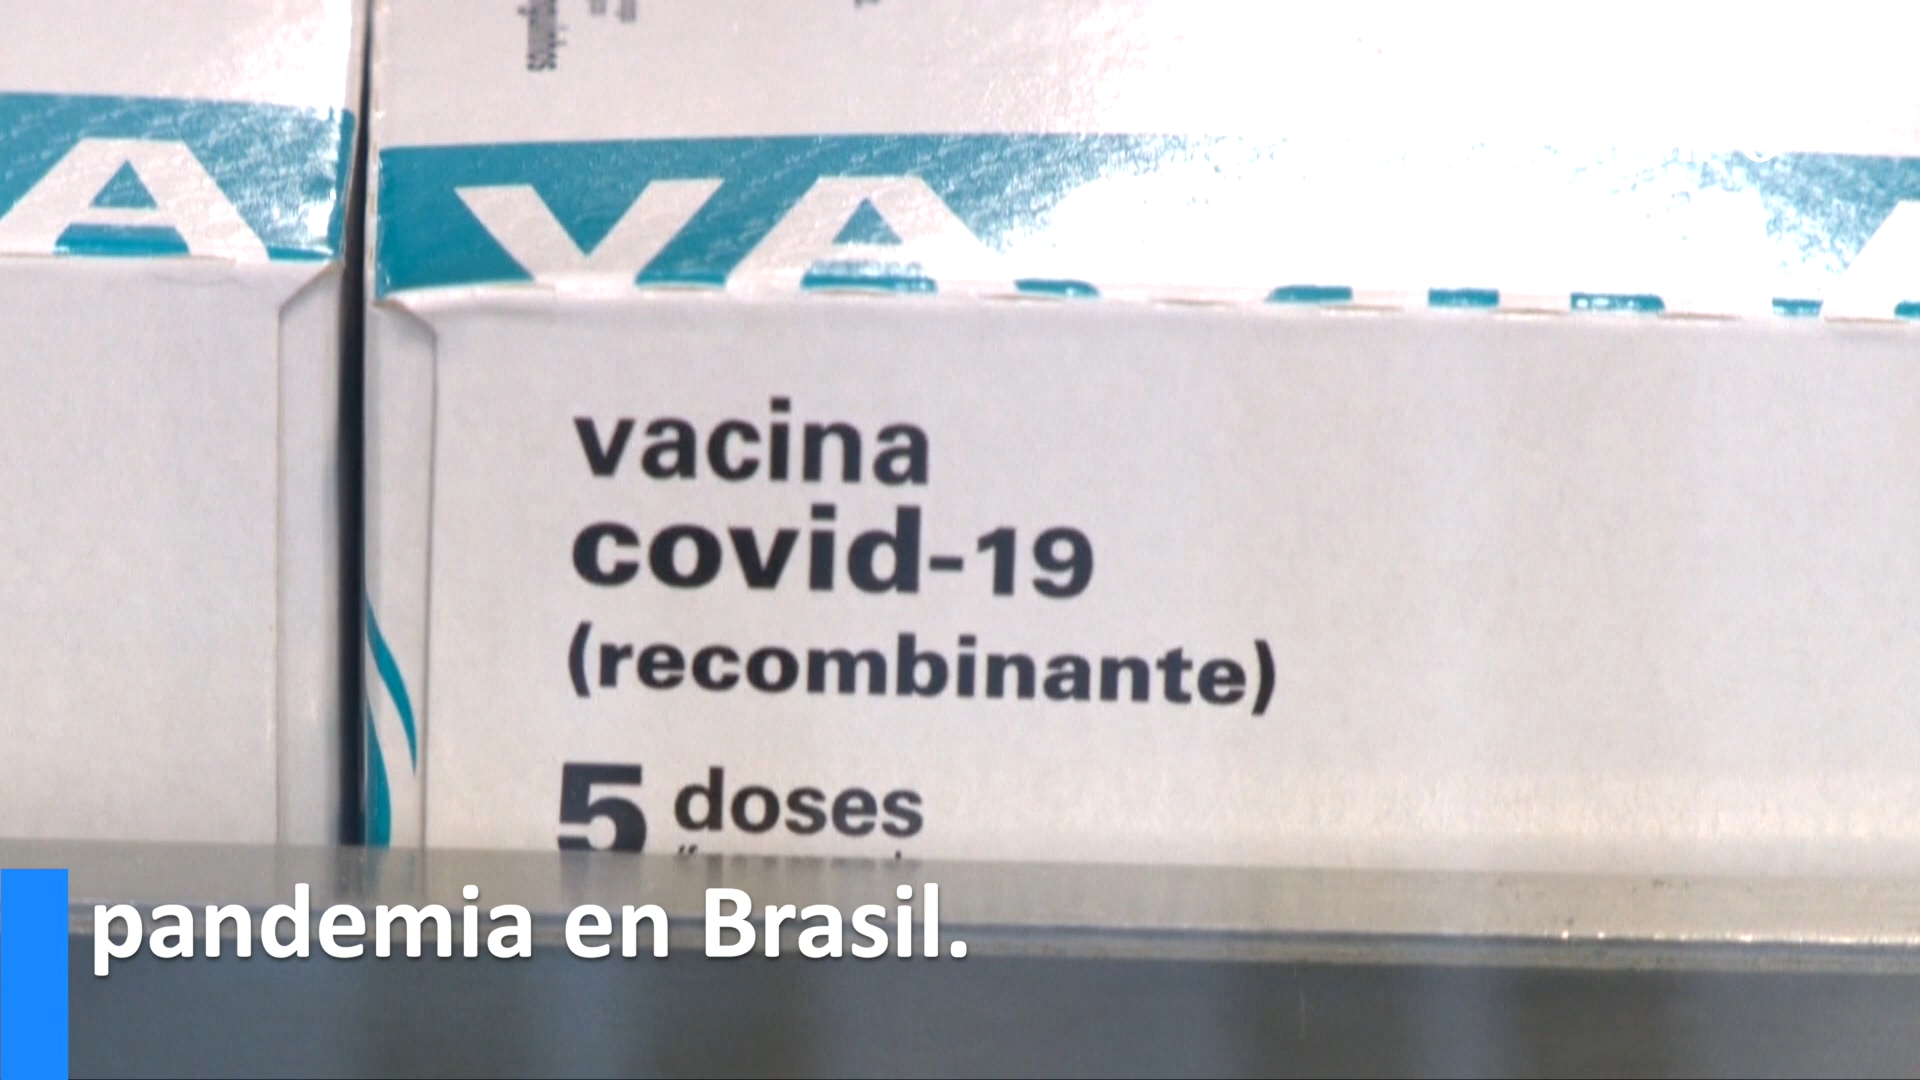 vacina
covid-19
(recombinante)
5 doses
pandemia en Brasil.